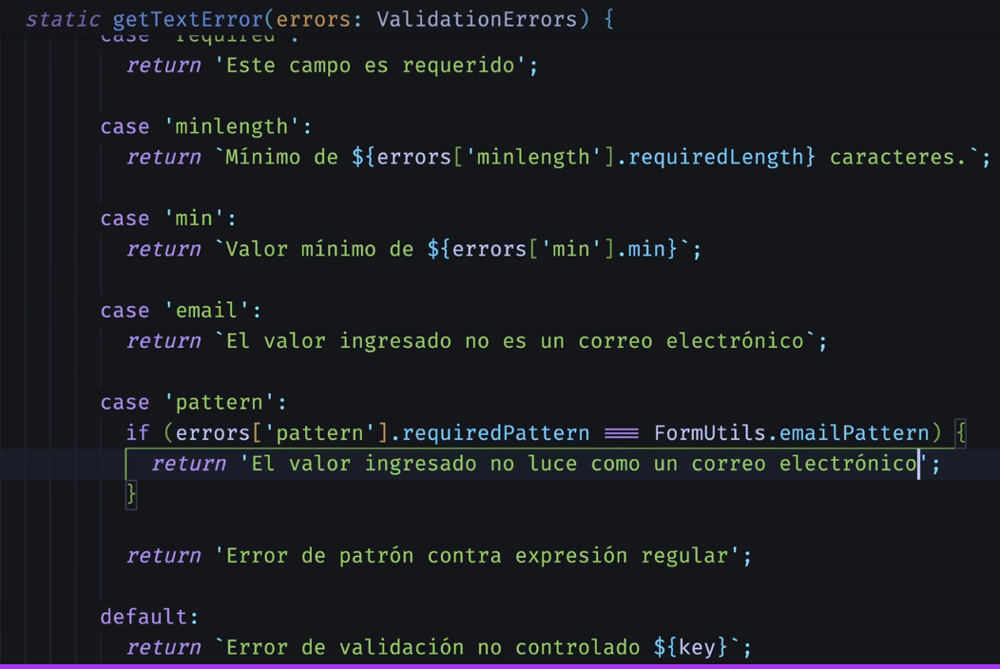 static getTextError(errors: ValidationErrors) {
case 'required':
return 'Este campo es requerido';
case 'minlength':
return `Mínimo de ${errors['minlength'].requiredLength} caracteres.`;
case 'min':
return `Valor mínimo de ${errors['min'].min}`;
case 'email':
return `El valor ingresado no es un correo electrónico`;
case 'pattern':
if (errors['pattern'].requiredPattern === FormUtils.emailPattern) {
return 'El valor ingresado no luce como un correo electrónico';
}
return 'Error de patrón contra expresión regular';
default:
return `Error de validación no controlado ${key}`;